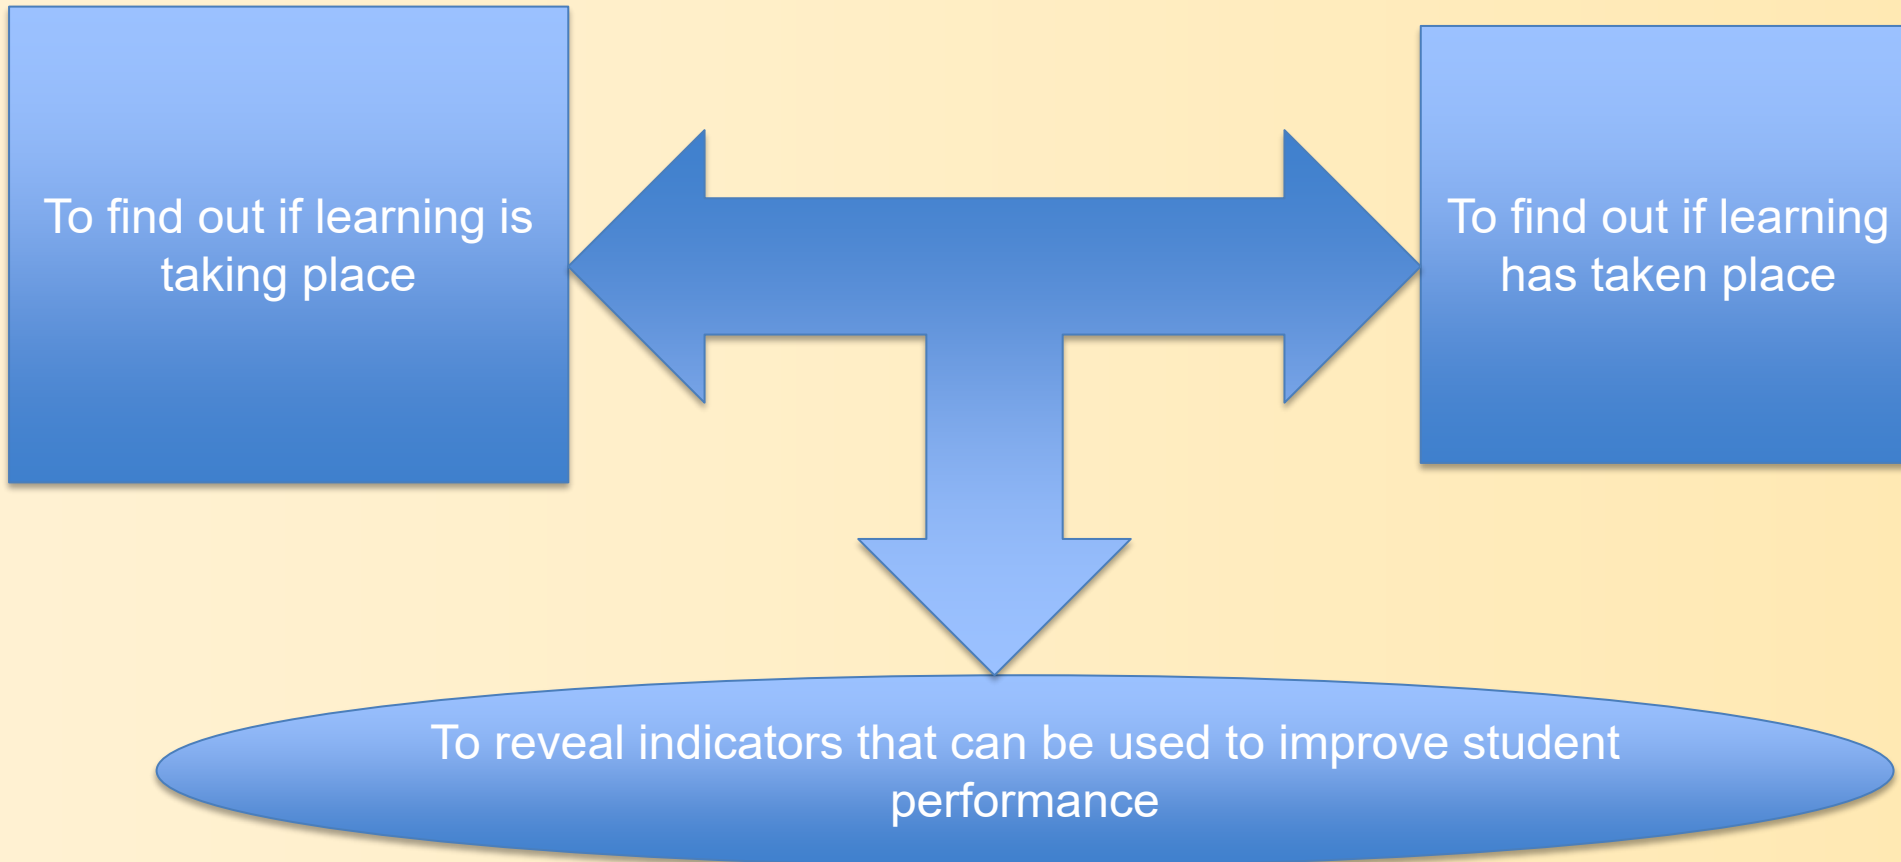 To find out if learning is
taking place
To find out if learning
has taken place
To reveal indicators that can be used to improve student
performance